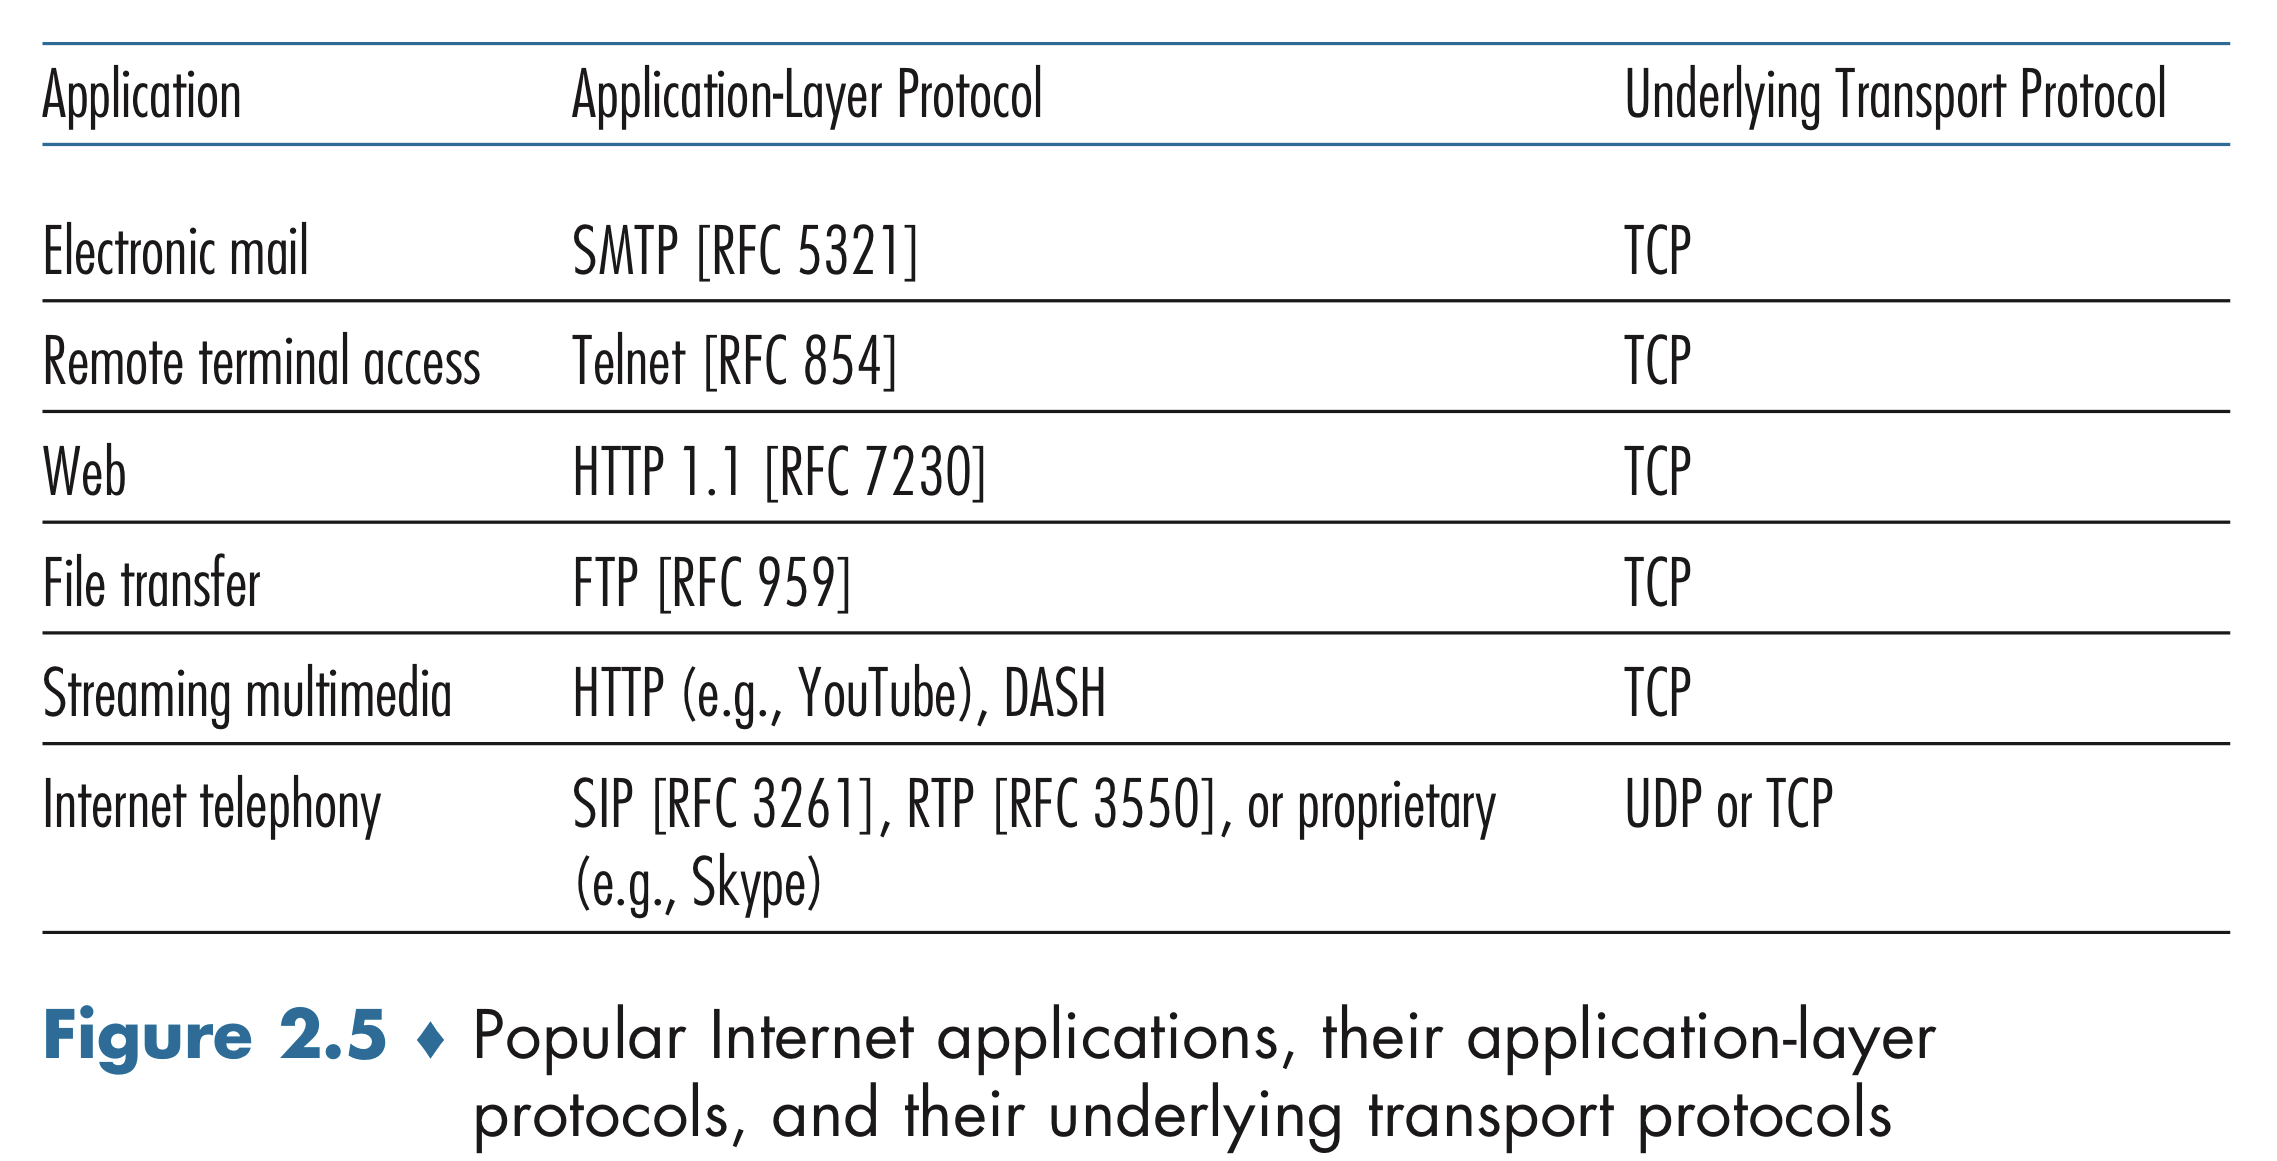 Application Application-Layer Protocol Underlying Transport Protocol
Electronic mail SMTP [RFC 5321] TCP
Remote terminal access Telnet [RFC 854] TCP
Web HTTP 1.1 [RFC 7230] TCP
File transfer FTP [RFC 959] TCP
Streaming multimedia HTTP (e.g., YouTube), DASH TCP
Internet telephony SIP [RFC 3261], RTP [RFC 3550], or proprietary UDP or TCP
(e.g., Skype)
Figure 2.5 ♦ Popular Internet applications, their application-layer
protocols, and their underlying transport protocols